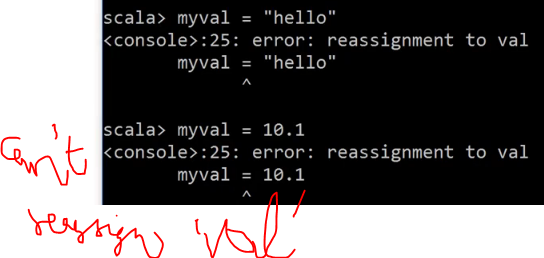 scala> myval = "hello"
<console>:25: error: reassignment to val
       myval = "hello"
             ^
scala> myval = 10.1
<console>:25: error: reassignment to val
       myval = 10.1
             ^
can't
reassign 'val'